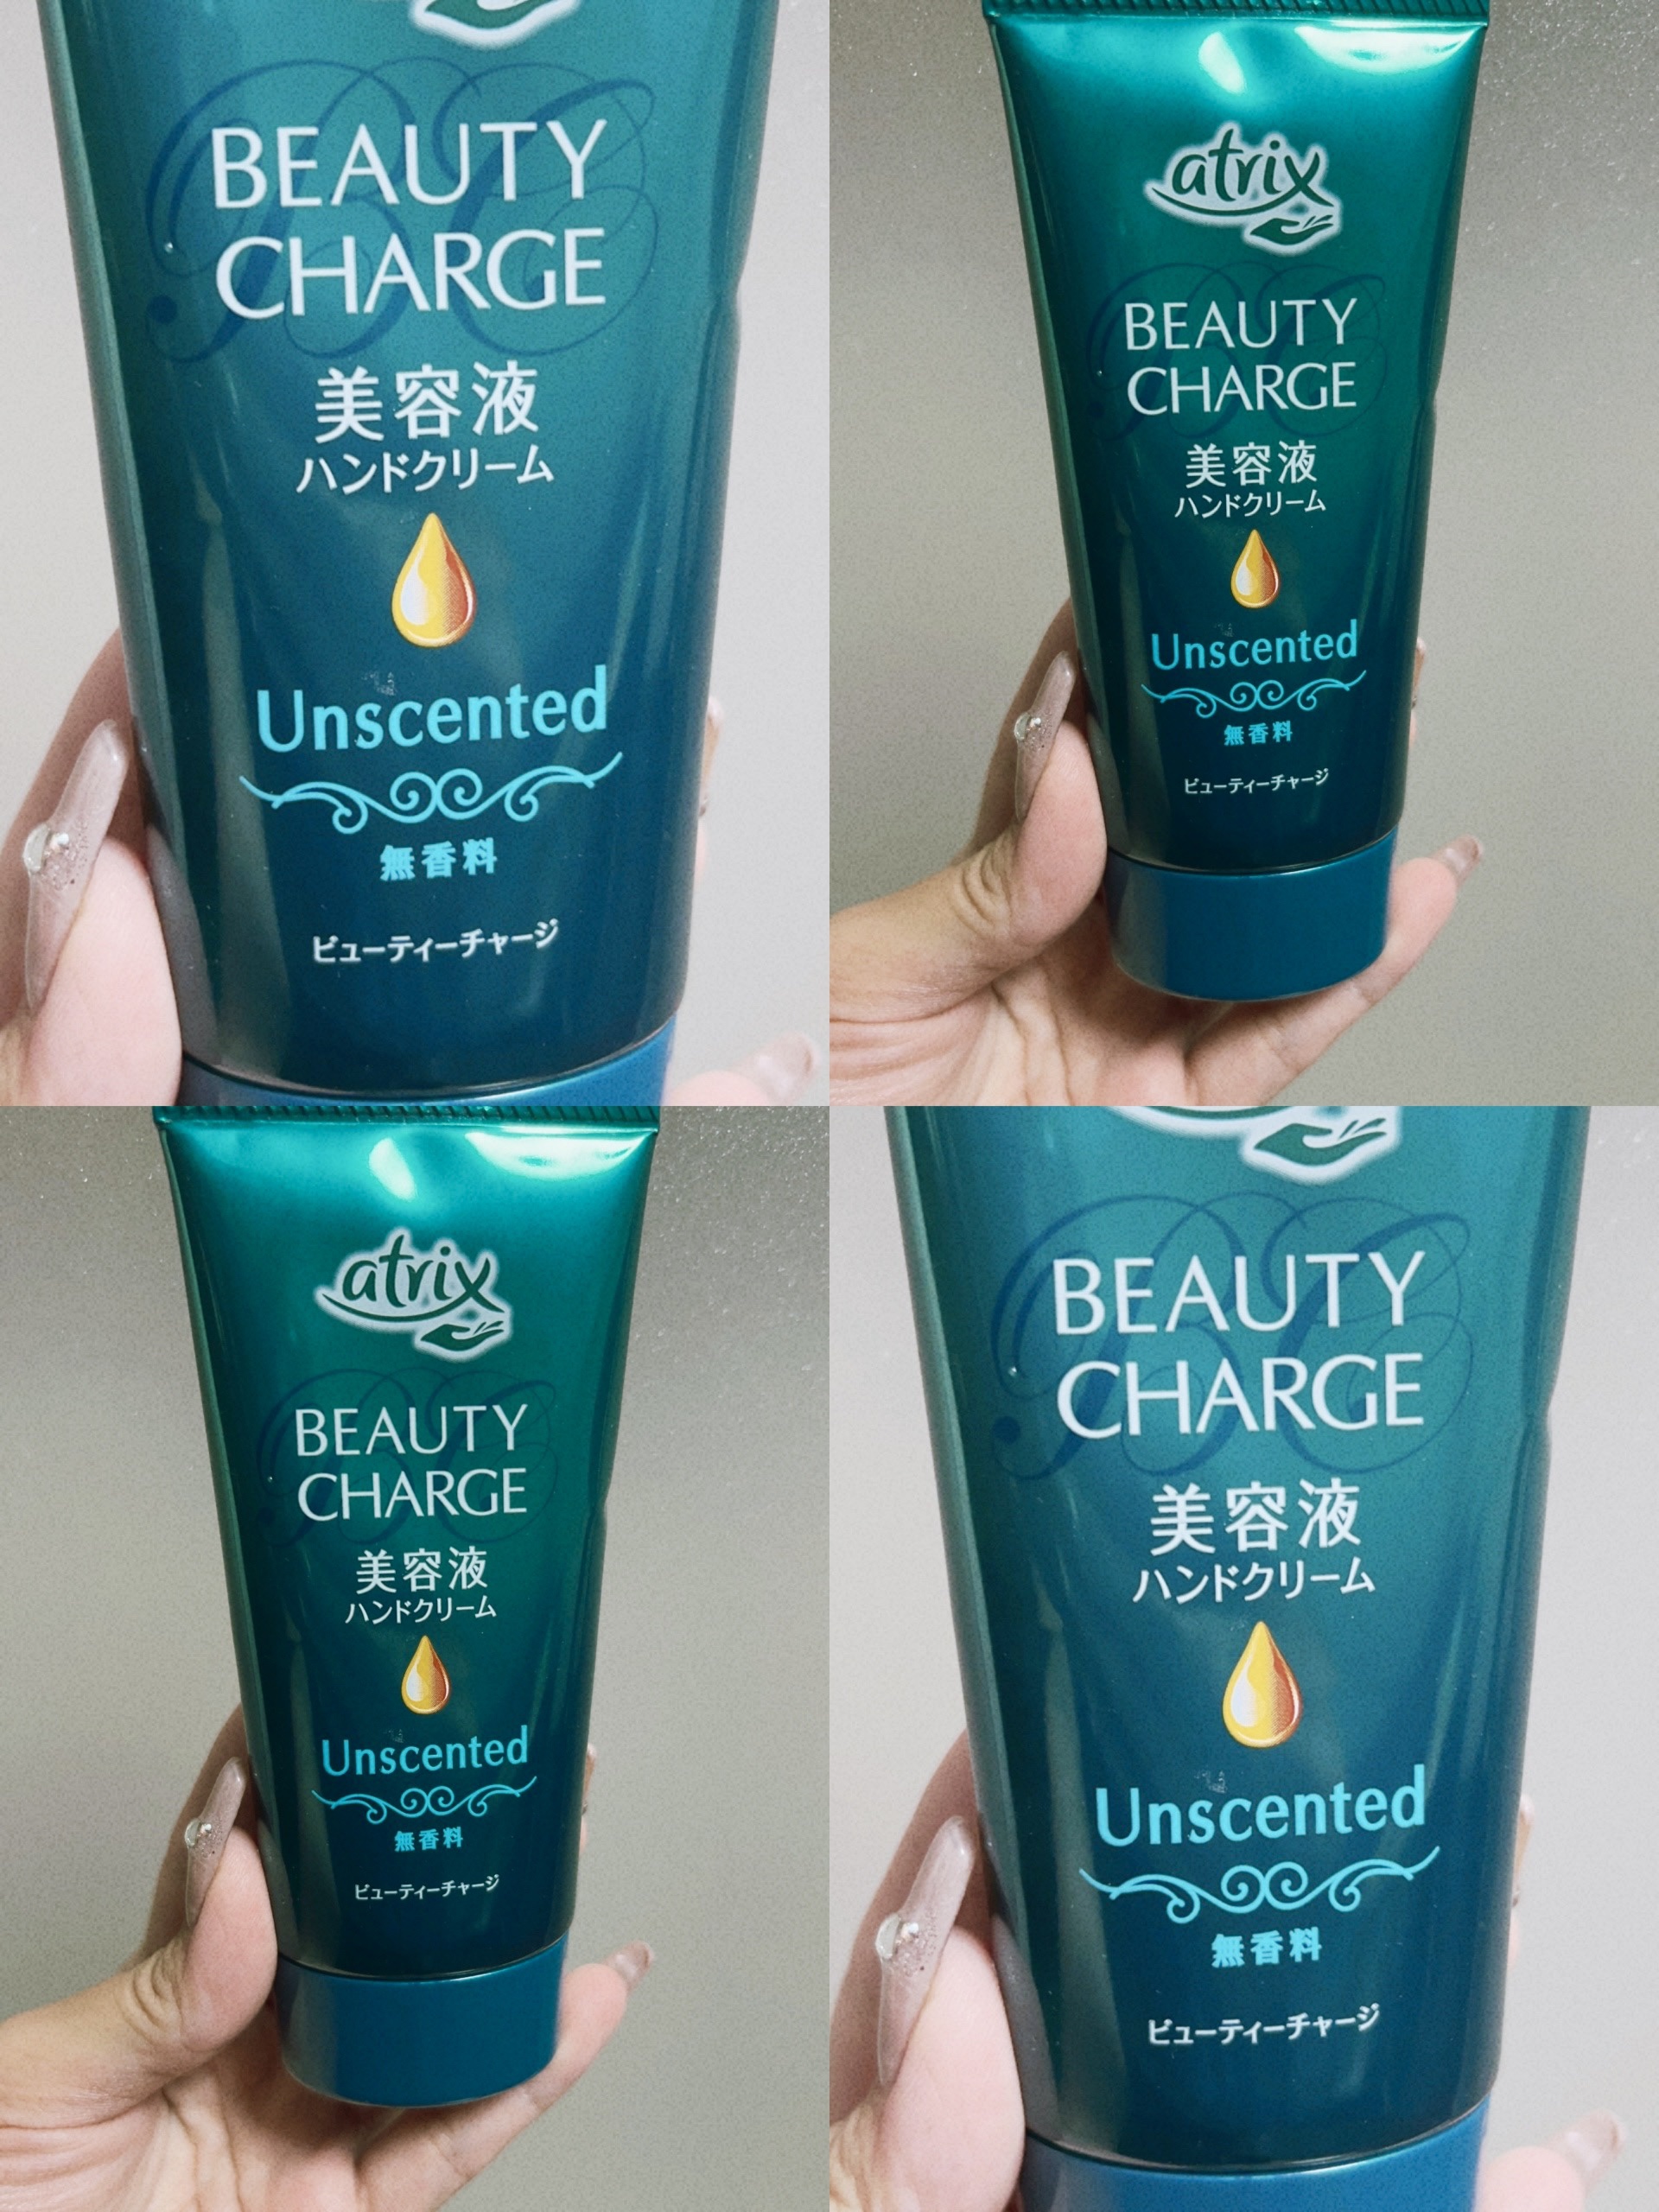 BEAUTY
CHARGE
美容液
ハンドクリーム
Unscented
無香料
ビューティーチャージ
atrix
BEAUTY
CHARGE
美容液
ハンドクリーム
Unscented
無香料
ビューティーチャージ
atrix
BEAUTY
CHARGE
美容液
ハンドクリーム
Unscented
無香料
ビューティーチャージ
BEAUTY
CHARGE
美容液
ハンドクリーム
Unscented
無香料
ビューティーチャージ